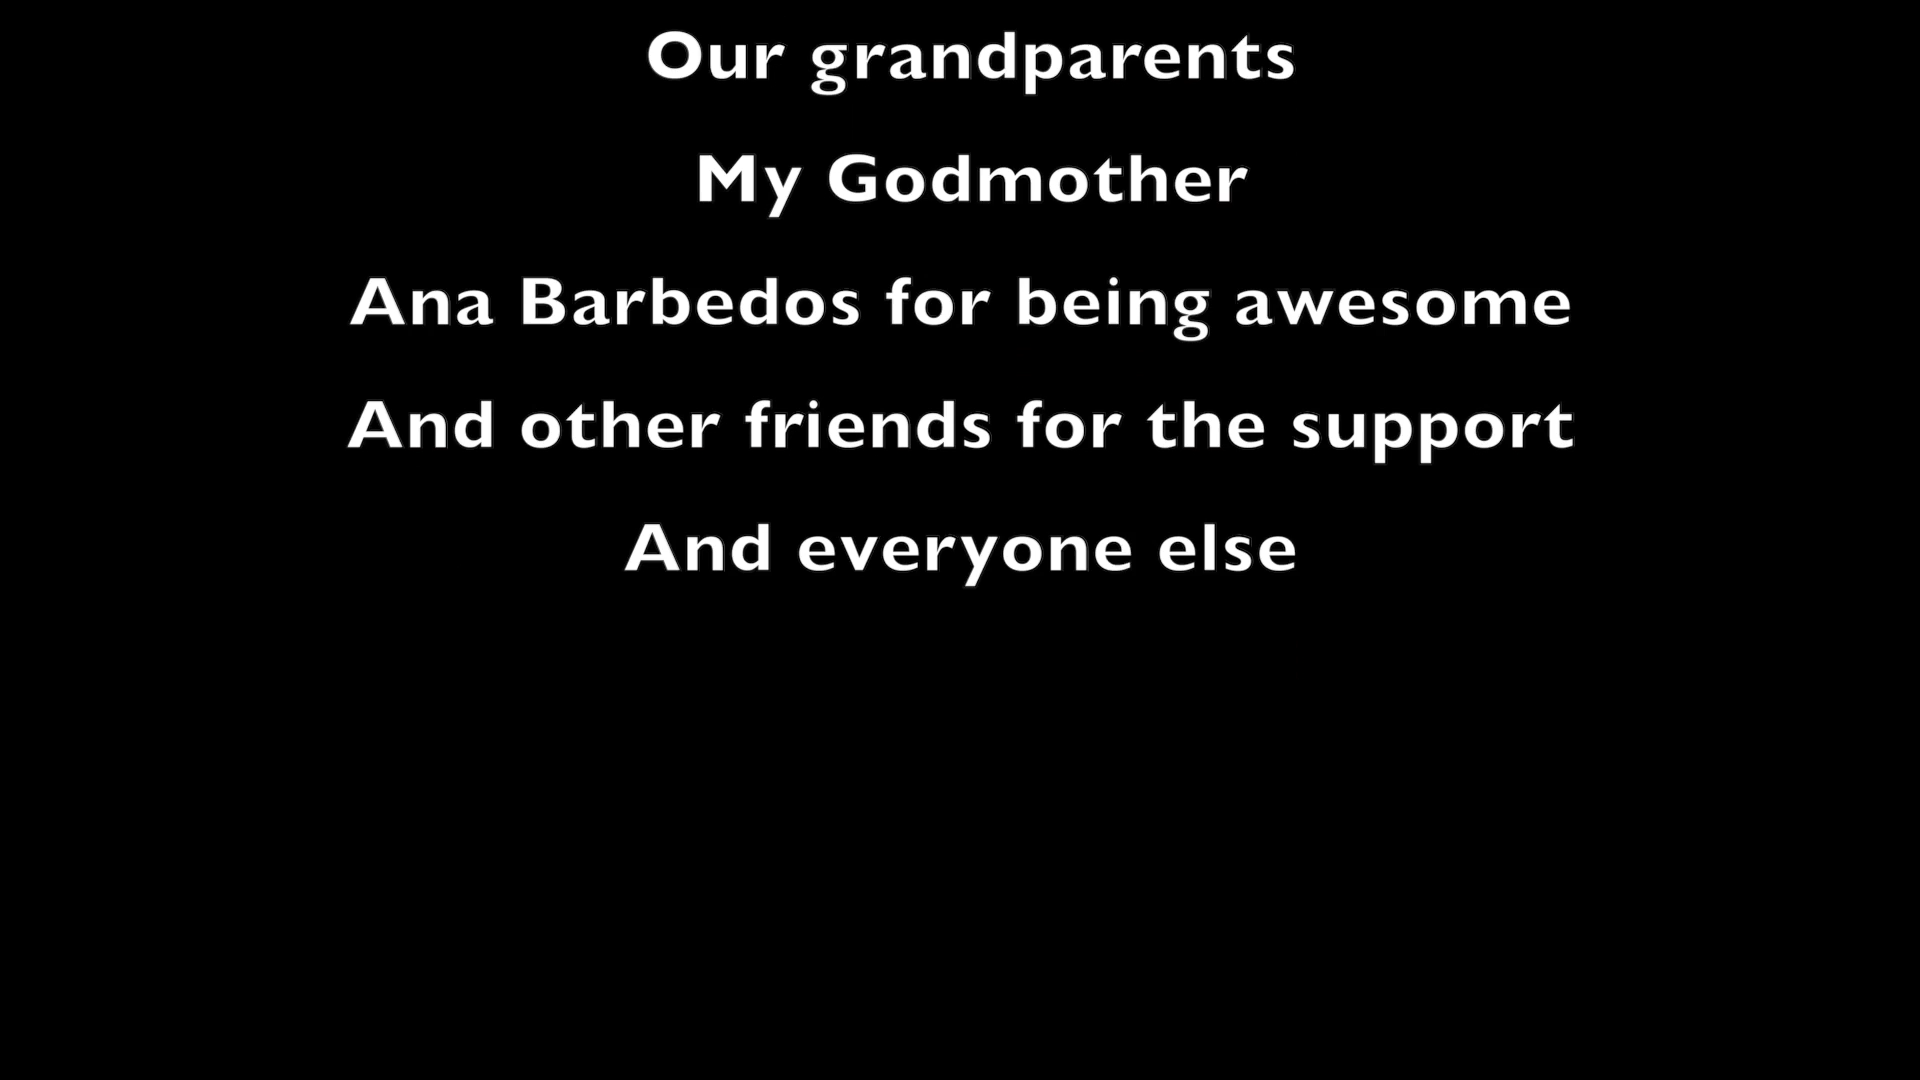 Our grandparents
My Godmother
Ana Barbedos for being awesome
And other friends for the support
And everyone else